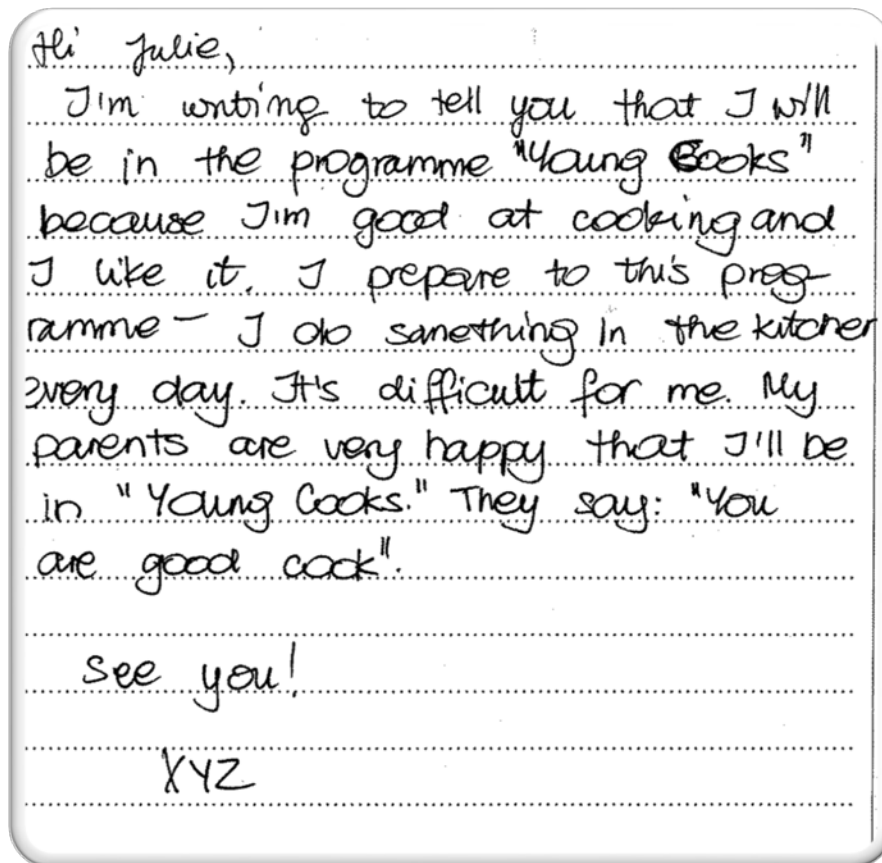 Hi Julie,
I'm writing to tell you that I will
be in the programme "Young Cooks"
because I'm good at cooking and
I like it. I prepare to this prog-
ramme - I do something in the kitchen
every day. It's difficult for me. My
parents are very happy that I'll be
in "Young Cooks." They say: "You
are good cook".
See you!
XYZ